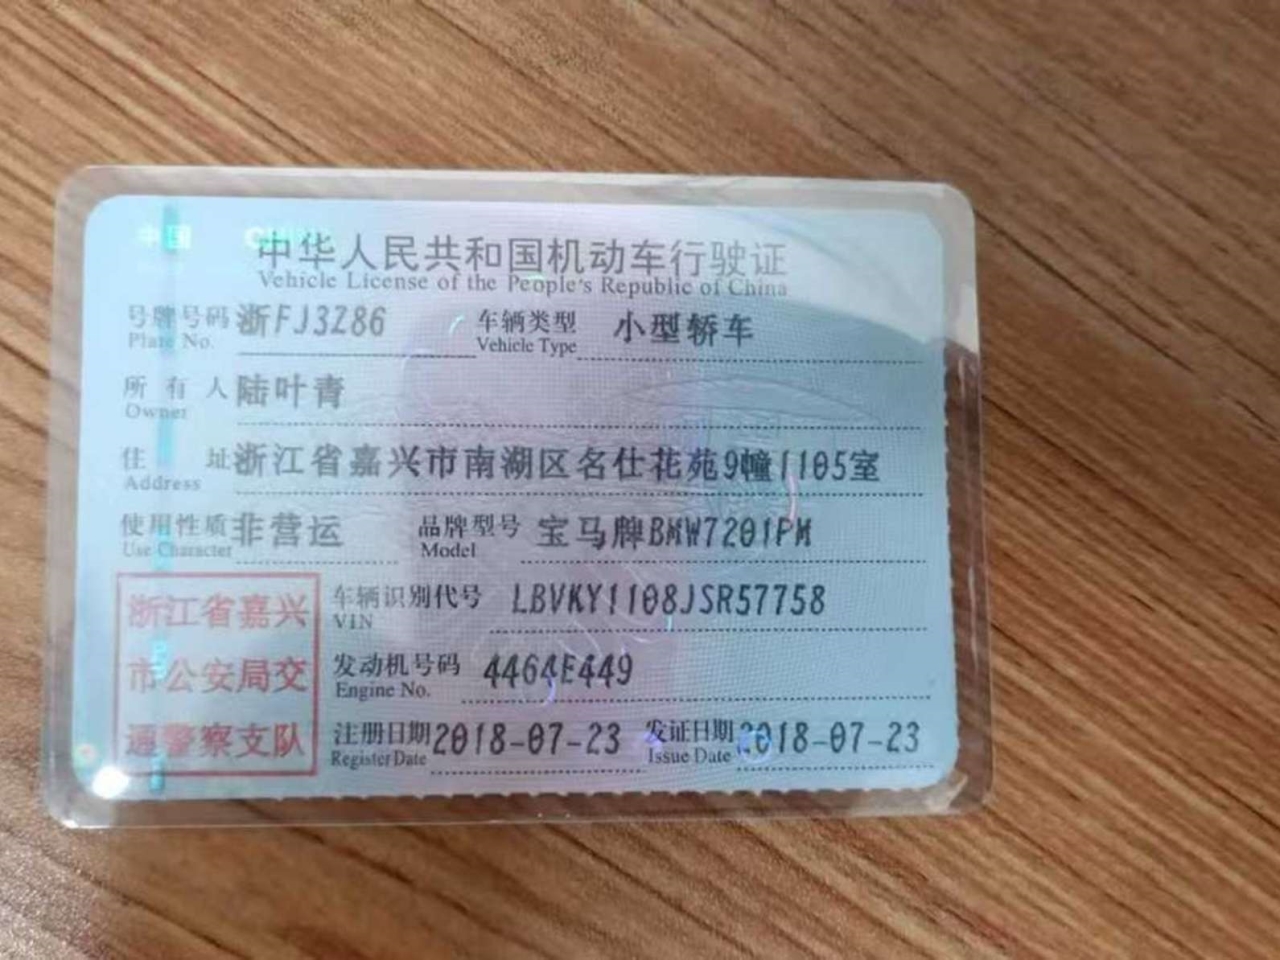 中国 CHINA
中华人民共和国机动车行驶证
Vehicle License of the People's Republic of China
号牌号码 浙FJ3Z86 车辆类型 小型轿车
Plate No. Vehicle Type
所有人 陆叶青
Owner
住址 浙江省嘉兴市南湖区名仕花苑9幢1105室
Address
使用性质 非营运 品牌型号 宝马牌BMW7201PM
Use Character Model
浙江省嘉兴
市公安局交
通警察支队
车辆识别代号 LBVKY1108JSR57758
VIN
发动机号码 4464E449
Engine No.
注册日期 2018-07-23 发证日期 2018-07-23
Register Date Issue Date